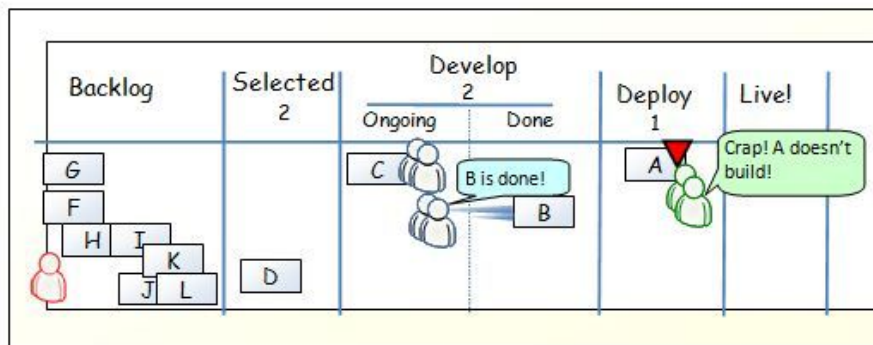 Backlog
Selected
2
Develop
2
Ongoing
Done
Deploy
1
Live!
G
F
H
I
K
J
L
D
C
B is done!
B
A
Crap! A doesn't
build!